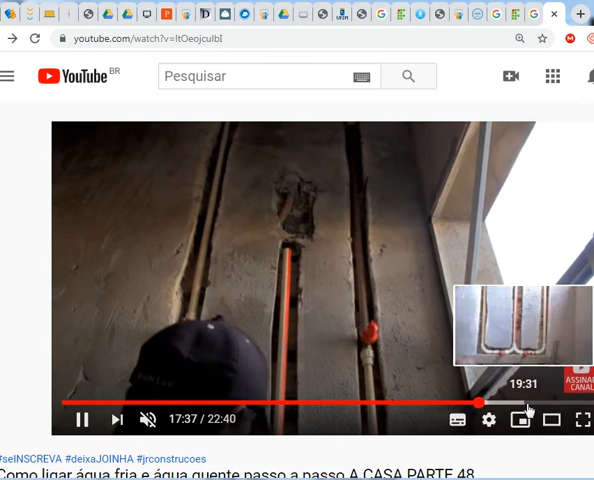 youtube.com/watch?v=ltOeojculbI
YouTube BR
Pesquisar
19:31
ASSINAR
CANAL
17:37 / 22:40
#seINSCREVA #deixaJOINHA #jrconstrucoes
Como ligar água fria e água quente passo a passo A CASA PARTE 48